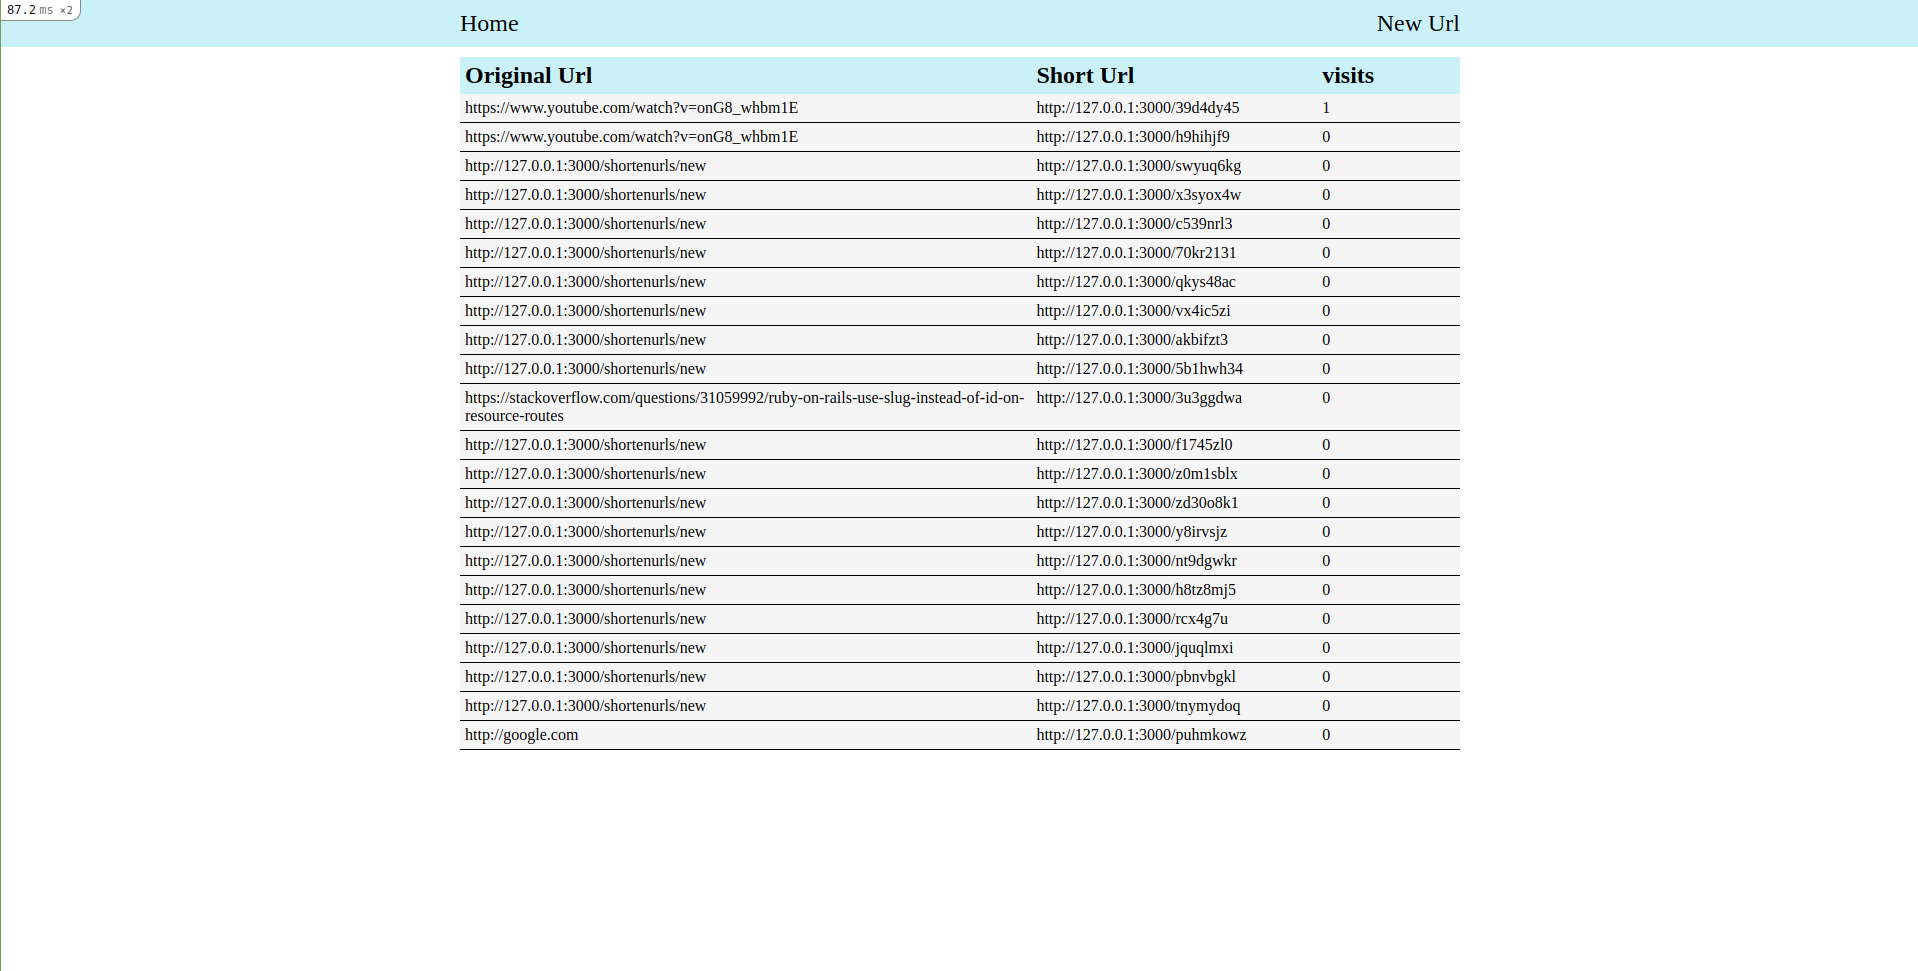 87.2 ms ×2
Home New Url
Original Url Short Url visits
https://www.youtube.com/watch?v=onG8_whbm1E http://127.0.0.1:3000/39d4dy45 1
https://www.youtube.com/watch?v=onG8_whbm1E http://127.0.0.1:3000/h9hihjf9 0
http://127.0.0.1:3000/shortenurls/new http://127.0.0.1:3000/swyuq6kg 0
http://127.0.0.1:3000/shortenurls/new http://127.0.0.1:3000/x3syox4w 0
http://127.0.0.1:3000/shortenurls/new http://127.0.0.1:3000/c539nrl3 0
http://127.0.0.1:3000/shortenurls/new http://127.0.0.1:3000/70kr2131 0
http://127.0.0.1:3000/shortenurls/new http://127.0.0.1:3000/qkys48ac 0
http://127.0.0.1:3000/shortenurls/new http://127.0.0.1:3000/vx4ic5zi 0
http://127.0.0.1:3000/shortenurls/new http://127.0.0.1:3000/akbifzt3 0
http://127.0.0.1:3000/shortenurls/new http://127.0.0.1:3000/5b1hwh34 0
https://stackoverflow.com/questions/31059992/ruby-on-rails-use-slug-instead-of-id-on- http://127.0.0.1:3000/3u3ggdwa 0
resource-routes
http://127.0.0.1:3000/shortenurls/new http://127.0.0.1:3000/f1745zl0 0
http://127.0.0.1:3000/shortenurls/new http://127.0.0.1:3000/z0m1sblx 0
http://127.0.0.1:3000/shortenurls/new http://127.0.0.1:3000/zd30o8k1 0
http://127.0.0.1:3000/shortenurls/new http://127.0.0.1:3000/y8irvsjz 0
http://127.0.0.1:3000/shortenurls/new http://127.0.0.1:3000/nt9dgwkr 0
http://127.0.0.1:3000/shortenurls/new http://127.0.0.1:3000/h8tz8mj5 0
http://127.0.0.1:3000/shortenurls/new http://127.0.0.1:3000/rcx4g7u 0
http://127.0.0.1:3000/shortenurls/new http://127.0.0.1:3000/jquqlmxi 0
http://127.0.0.1:3000/shortenurls/new http://127.0.0.1:3000/pbnvbgkl 0
http://127.0.0.1:3000/shortenurls/new http://127.0.0.1:3000/tnymydoq 0
http://google.com http://127.0.0.1:3000/puhmkowz 0